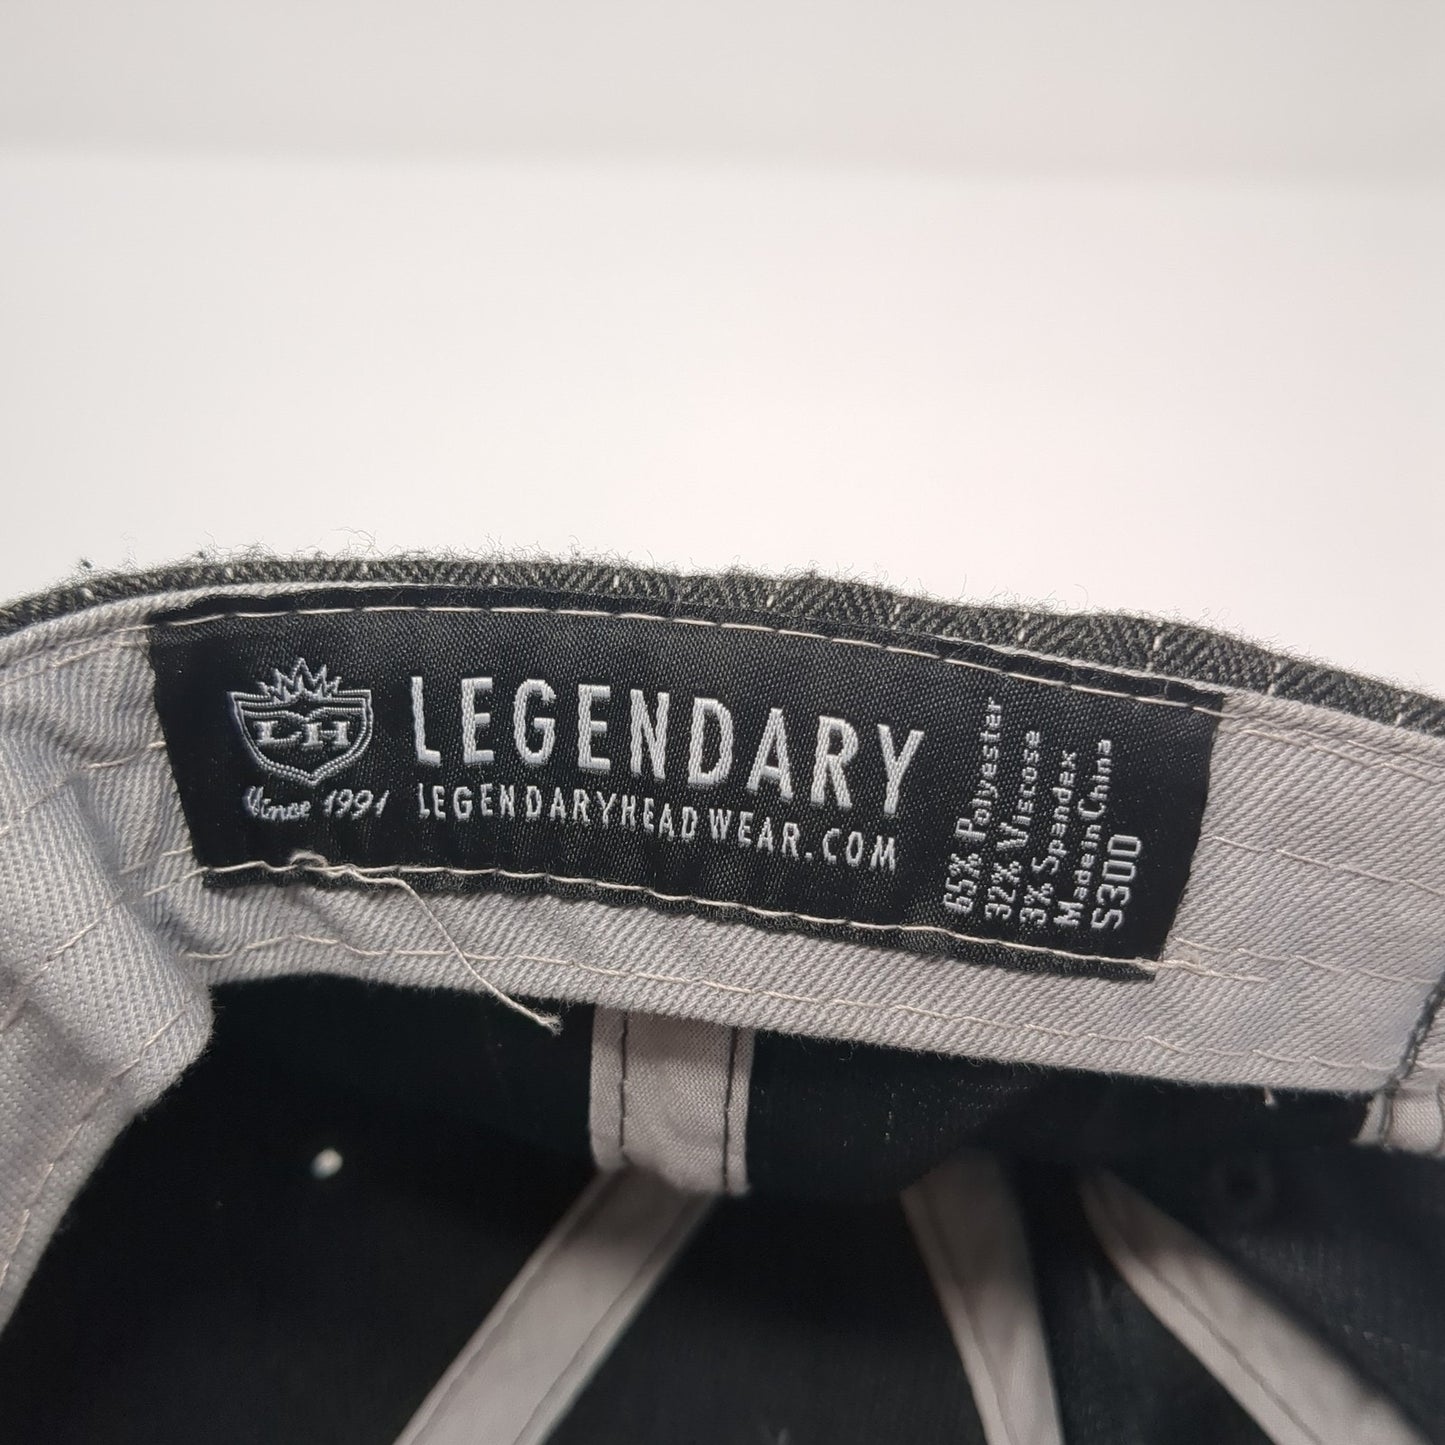 LH
Since 1991
LEGENDARY
LEGENDARYHEADWEAR.COM
65% Polyester
32% Viscose
3% Spandex
Made in China
S300